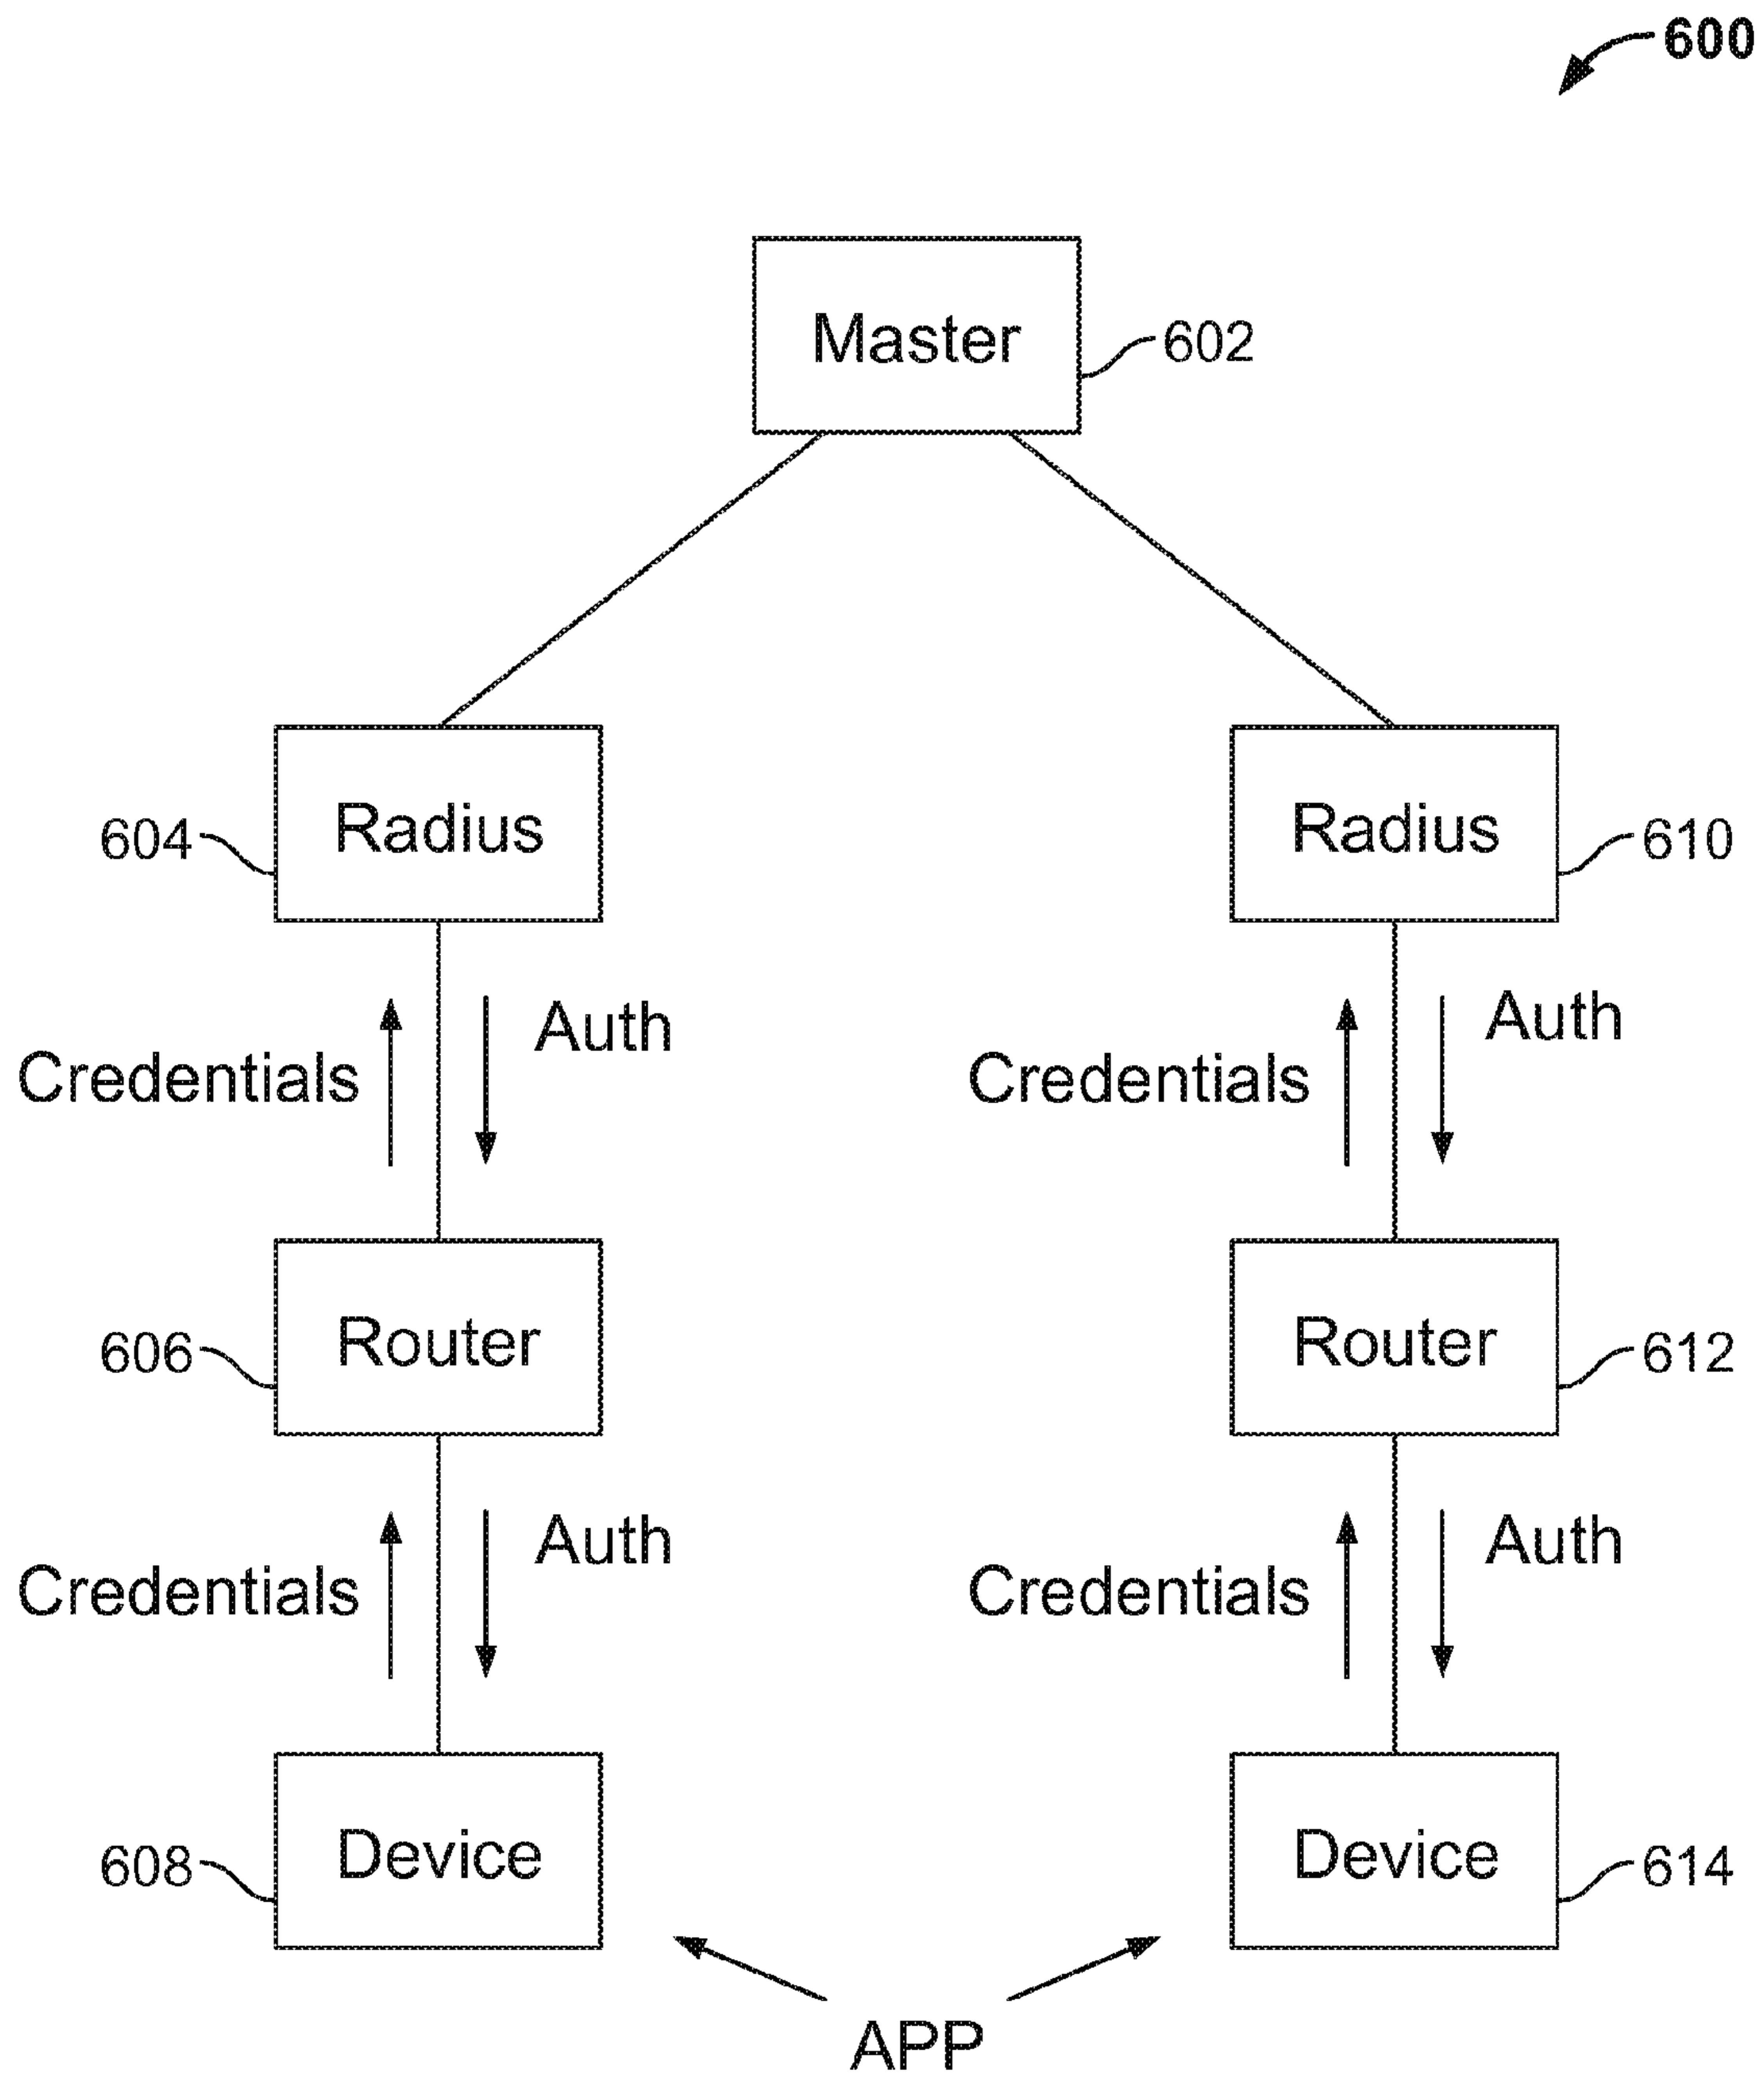 600
Master
602
Radius
604
Radius
610
Auth
Credentials
Auth
Credentials
Router
606
Router
612
Auth
Credentials
Auth
Credentials
Device
608
Device
614
APP